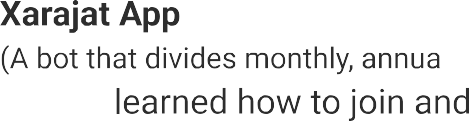 Xarajat App
(A bot that divides monthly, annua
learned how to join and